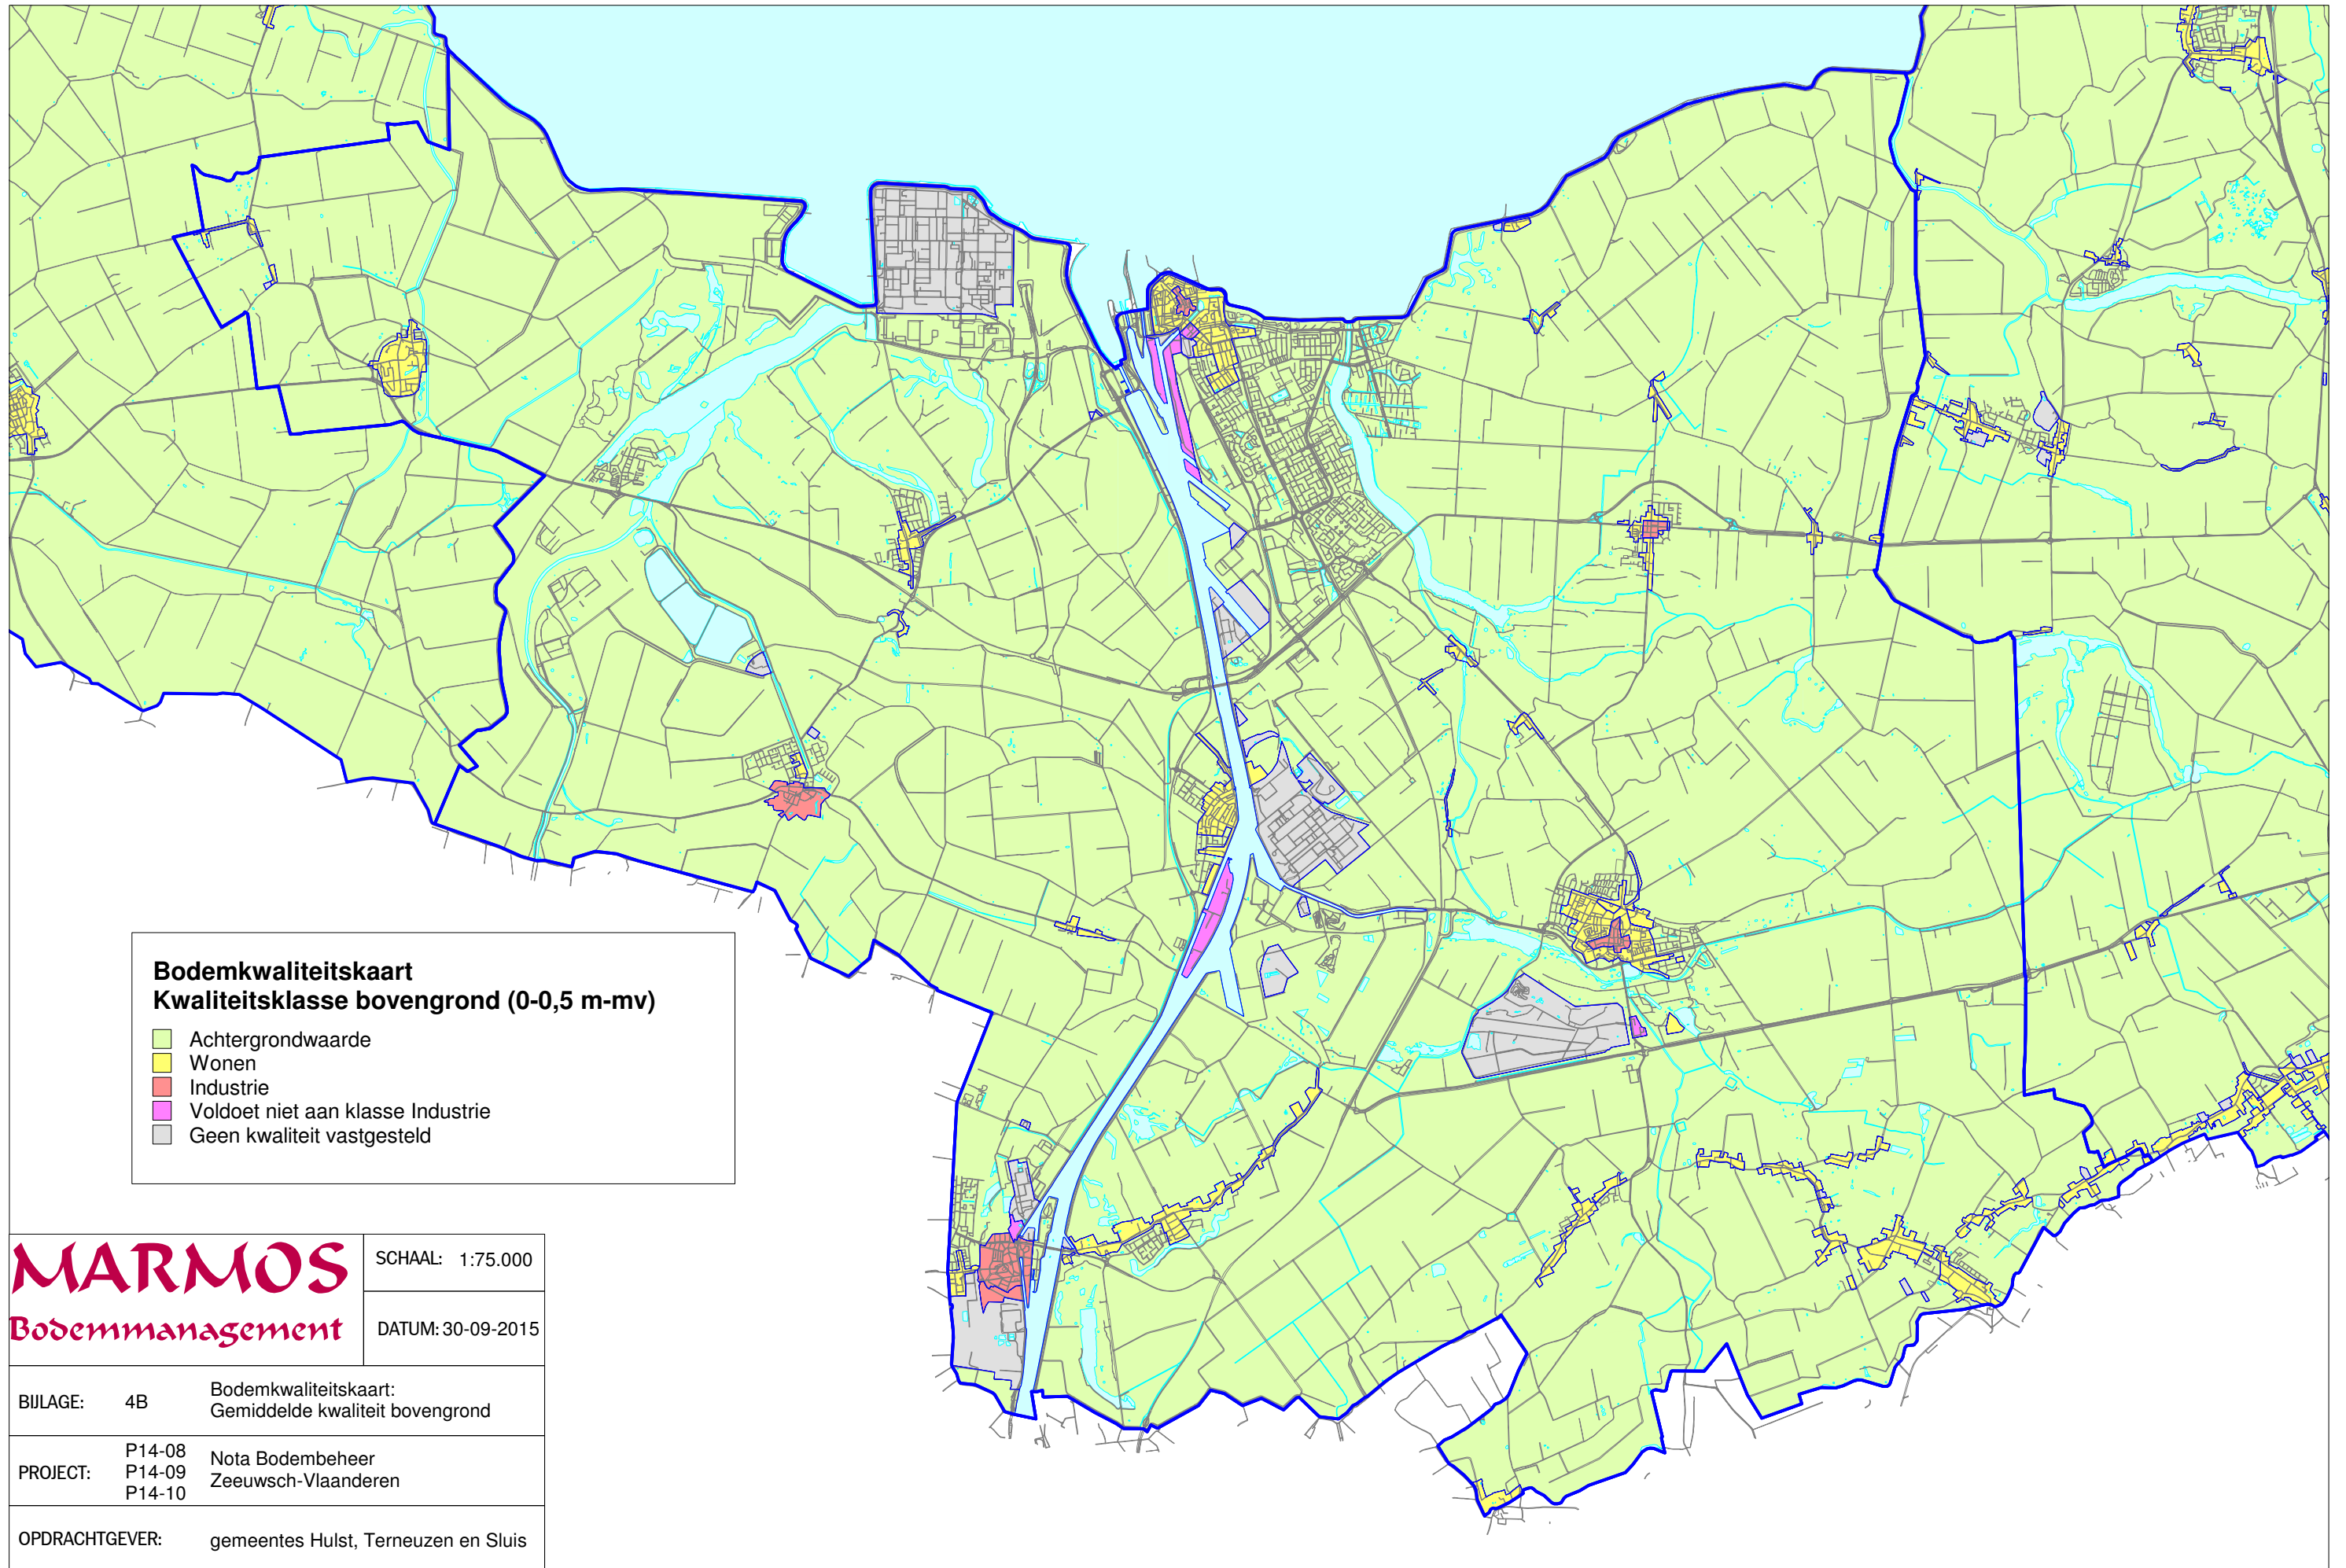 Bodemkwaliteitskaart
Kwaliteitsklasse bovengrond (0-0,5 m-mv)
Achtergrondwaarde
Wonen
Industrie
Voldoet niet aan klasse Industrie
Geen kwaliteit vastgesteld
MARMOS
Bodemmanagement
SCHAAL: 1:75.000
DATUM: 30-09-2015
BIJLAGE: 4B
Bodemkwaliteitskaart:
Gemiddelde kwaliteit bovengrond
PROJECT:
P14-08
P14-09
P14-10
Nota Bodembeheer
Zeeuwsch-Vlaanderen
OPDRACHTGEVER: gemeentes Hulst, Terneuzen en Sluis